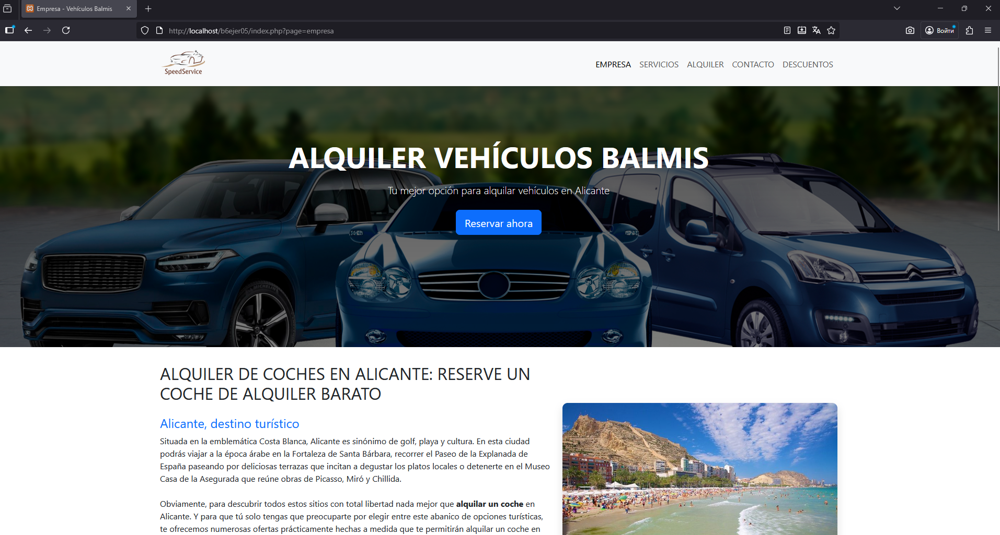 Empresa - Vehículos Balmis
http://localhost/b6ejer05/index.php?page=empresa
Войти
SpeedService
EMPRESA SERVICIOS ALQUILER CONTACTO DESCUENTOS
ALQUILER VEHÍCULOS BALMIS
Tu mejor opción para alquilar vehículos en Alicante
Reservar ahora
MICHELIN
ALQUILER DE COCHES EN ALICANTE: RESERVE UN
COCHE DE ALQUILER BARATO
Alicante, destino turístico
Situada en la emblemática Costa Blanca, Alicante es sinónimo de golf, playa y cultura. En esta ciudad
podrás viajar a la época árabe en la Fortaleza de Santa Bárbara, recorrer el Paseo de la Explanada de
España paseando por deliciosas terrazas que incitan a degustar los platos locales o detenerte en el Museo
Casa de la Asegurada que reúne obras de Picasso, Miró y Chillida.
Obviamente, para descubrir todos estos sitios con total libertad nada mejor que alquilar un coche en
Alicante. Y para que tú solo tengas que preocuparte por elegir entre este abanico de opciones turísticas,
te ofrecemos numerosas ofertas prácticamente hechas a medida que te permitirán alquilar un coche en